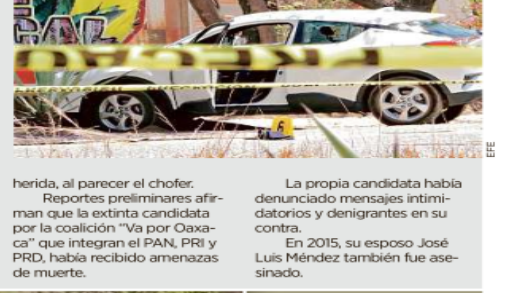 CAL
EFE
herida, al parecer el chofer.
Reportes preliminares afir-
man que la extinta candidata
por la coalición "Va por Oaxa-
ca" que integran el PAN, PRI y
PRD, había recibido amenazas
de muerte.
La propia candidata había
denunciado mensajes intimi-
datorios y denigrantes en su
contra.
En 2015, su esposo José
Luis Méndez también fue ase-
sinado.